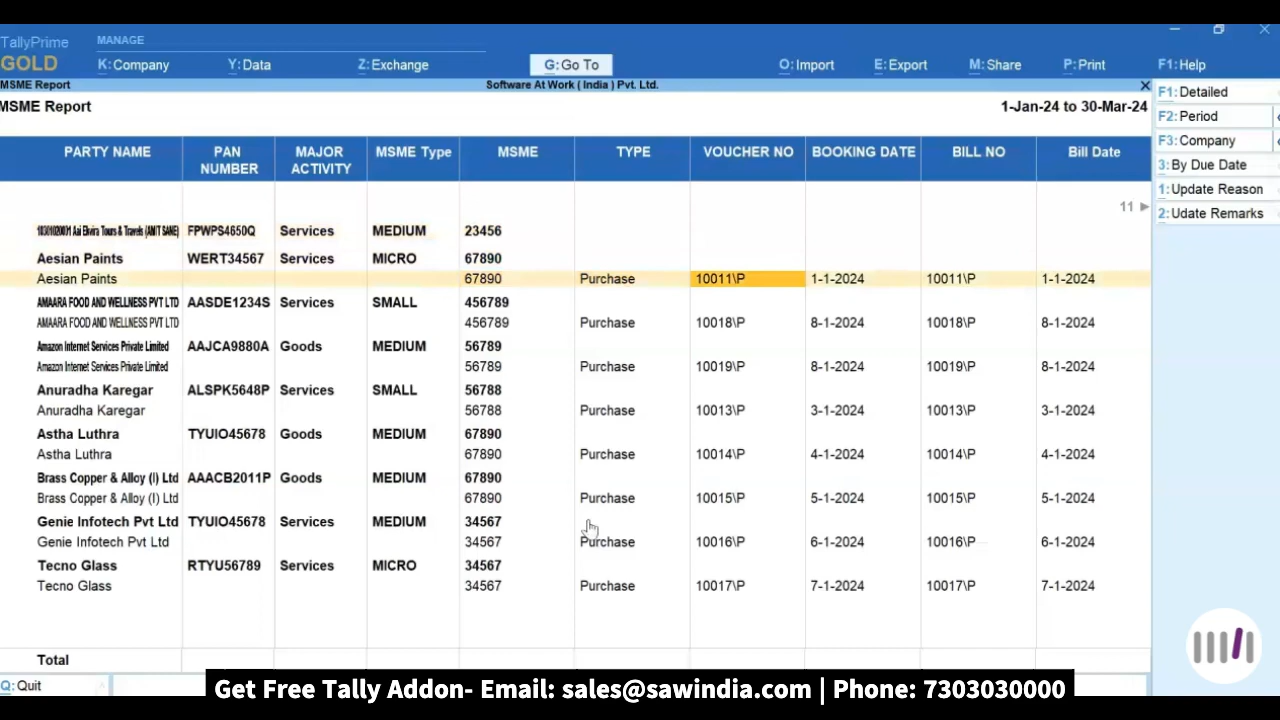 TallyPrime
GOLD
MANAGE
K: Company Y: Data Z: Exchange G: Go To O: Import E: Export M: Share P: Print F1: Help
MSME Report Software At Work ( India ) Pvt. Ltd.
MSME Report 1-Jan-24 to 30-Mar-24
PARTY NAME PAN NUMBER MAJOR ACTIVITY MSME Type MSME TYPE VOUCHER NO BOOKING DATE BILL NO Bill Date
11
10301020001 Aai Ekvira Tours & Travels (AMIT SANE) FPWPS4650Q Services MEDIUM 23456
Aesian Paints WERT34567 Services MICRO 67890
Aesian Paints 67890 Purchase 10011\P 1-1-2024 10011\P 1-1-2024
AMAARA FOOD AND WELLNESS PVT LTD AASDE1234S Services SMALL 456789
AMAARA FOOD AND WELLNESS PVT LTD 456789 Purchase 10018\P 8-1-2024 10018\P 8-1-2024
Amazon Internet Services Private Limited AAJCA9880A Goods MEDIUM 56789
Amazon Internet Services Private Limited 56789 Purchase 10019\P 8-1-2024 10019\P 8-1-2024
Anuradha Karegar ALSPK5648P Services SMALL 56788
Anuradha Karegar 56788 Purchase 10013\P 3-1-2024 10013\P 3-1-2024
Astha Luthra TYUIO45678 Goods MEDIUM 67890
Astha Luthra 67890 Purchase 10014\P 4-1-2024 10014\P 4-1-2024
Brass Copper & Alloy (I) Ltd AAACB2011P Goods MEDIUM 67890
Brass Copper & Alloy (I) Ltd 67890 Purchase 10015\P 5-1-2024 10015\P 5-1-2024
Genie Infotech Pvt Ltd TYUIO45678 Services MEDIUM 34567
Genie Infotech Pvt Ltd 34567 Purchase 10016\P 6-1-2024 10016\P 6-1-2024
Tecno Glass RTYU56789 Services MICRO 34567
Tecno Glass 34567 Purchase 10017\P 7-1-2024 10017\P 7-1-2024
Total
Q: Quit
F1: Detailed
F2: Period
F3: Company
3: By Due Date
1: Update Reason
2: Udate Remarks
Get Free Tally Addon- Email: sales@sawindia.com | Phone: 7303030000